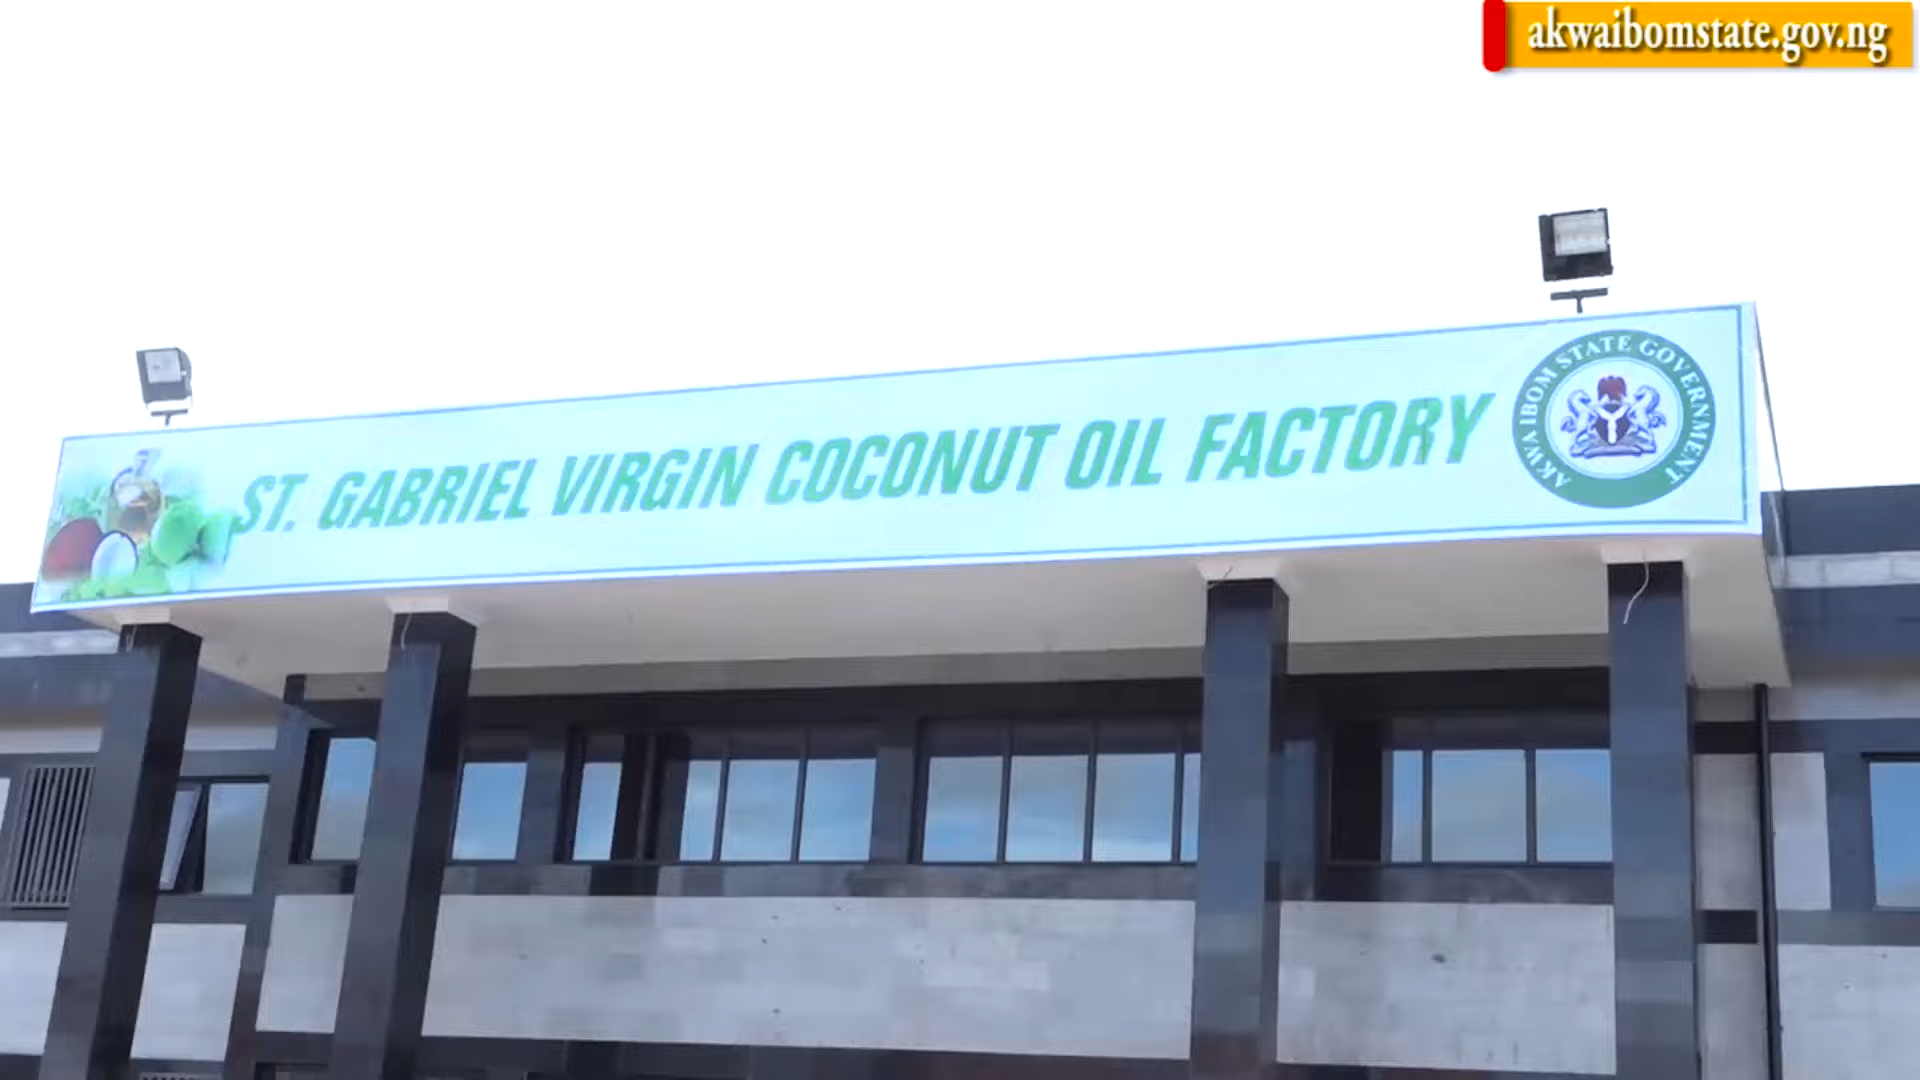 akwaibomstate.gov.ng
ST. GABRIEL VIRGIN COCONUT OIL FACTORY
AKWA IBOM STATE GOVERNMENT